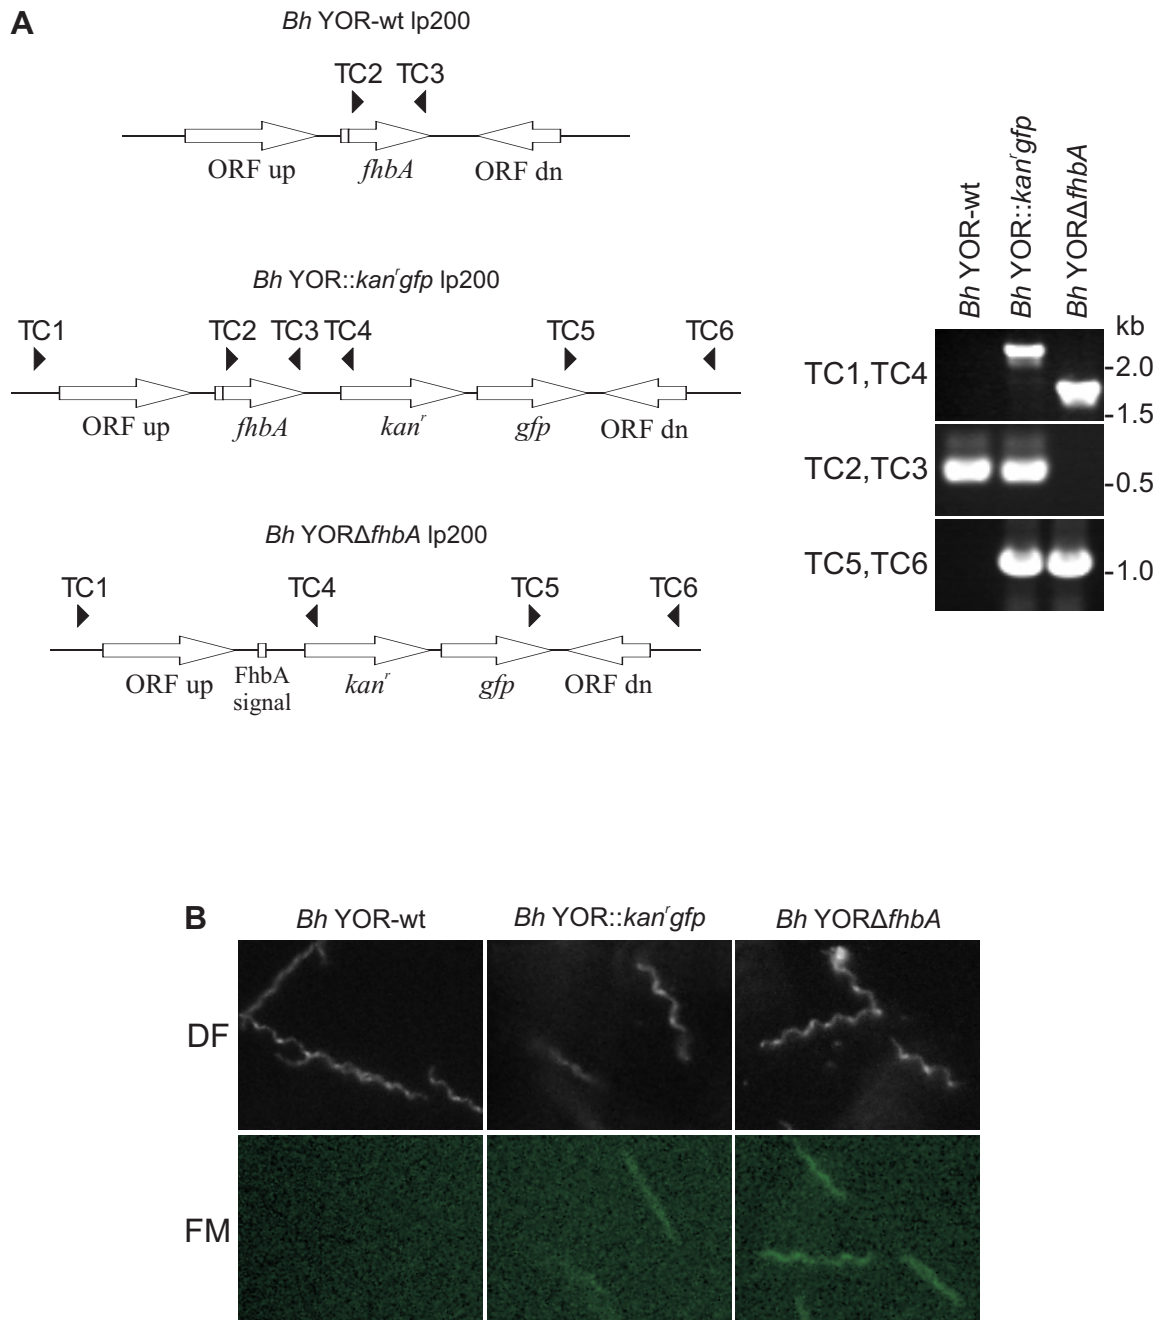 A
Bh YOR-wt lp200
TC2 TC3
ORF up fhbA ORF dn
Bh YOR::kanʳgfp lp200
TC1 TC2 TC3 TC4 TC5 TC6
ORF up fhbA kanʳ gfp ORF dn
Bh YORΔfhbA lp200
TC1 TC4 TC5 TC6
ORF up FhbA signal kanʳ gfp ORF dn
Bh YOR-wt
Bh YOR::kanʳgfp
Bh YORΔfhbA
kb
TC1,TC4
-2.0
-1.5
TC2,TC3
-0.5
TC5,TC6
-1.0
B
Bh YOR-wt Bh YOR::kanʳgfp Bh YORΔfhbA
DF
FM